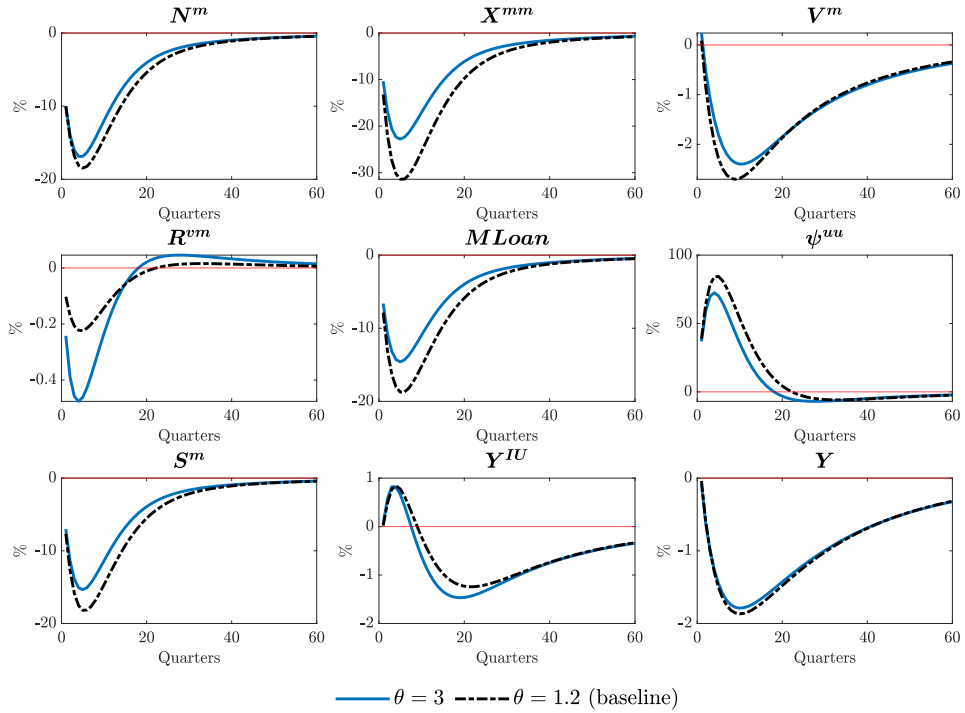 N^m X^{mm} V^m
0 0 0
% -10 % -10 % -2
-20 -20 -30
0 20 40 60 0 20 40 60 0 20 40 60
Quarters Quarters Quarters
R^{vm} MLoan ψ^{uu}
0 0 100
% -0.2 % -10 % 50
-0.4 -20 0
0 20 40 60 0 20 40 60 0 20 40 60
Quarters Quarters Quarters
S^m Y^{IU} Y
0 1 0
% -10 % 0 % -1
-20 -1 -2
-2
0 20 40 60 0 20 40 60 0 20 40 60
Quarters Quarters Quarters
θ = 3 θ = 1.2 (baseline)